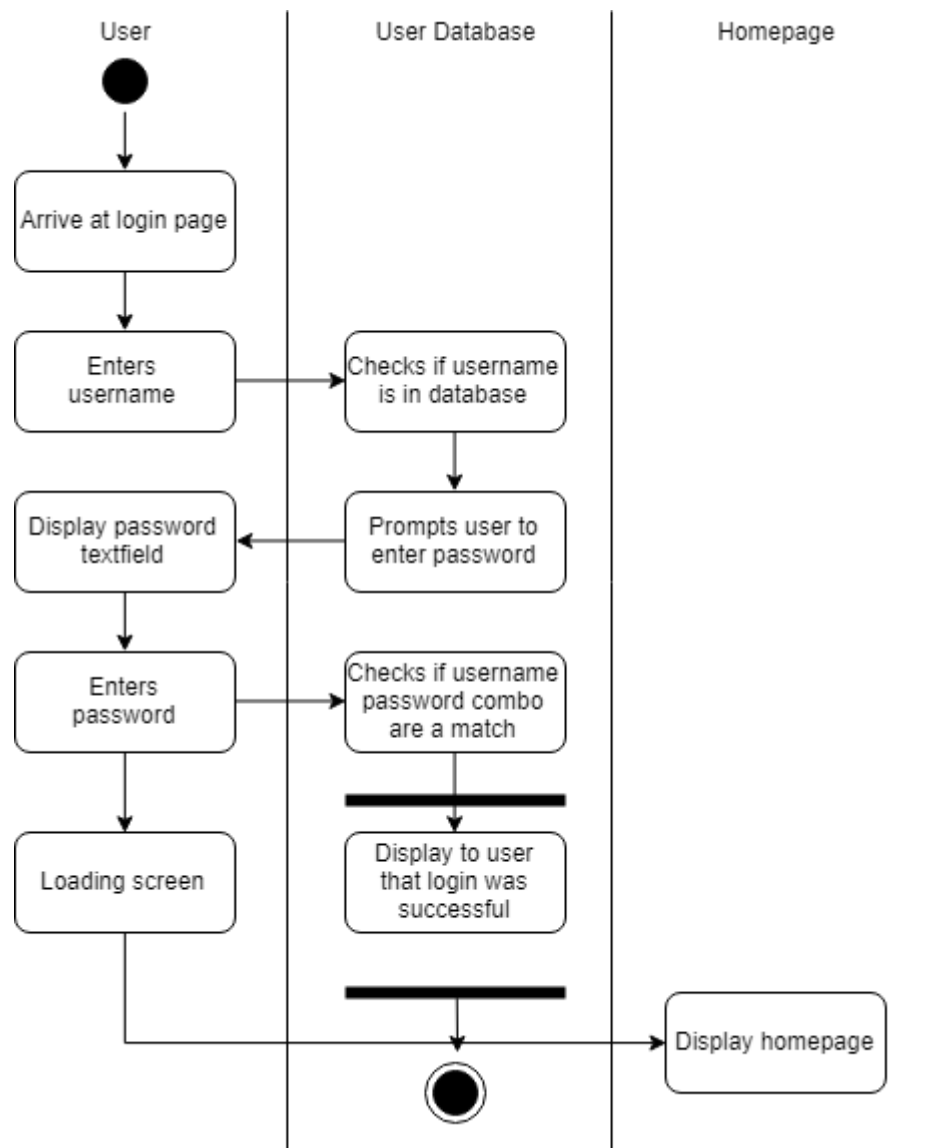 User
User Database
Homepage
Arrive at login page
Enters
username
Checks if username
is in database
Display password
textfield
Prompts user to
enter password
Enters
password
Checks if username
password combo
are a match
Loading screen
Display to user
that login was
successful
Display homepage